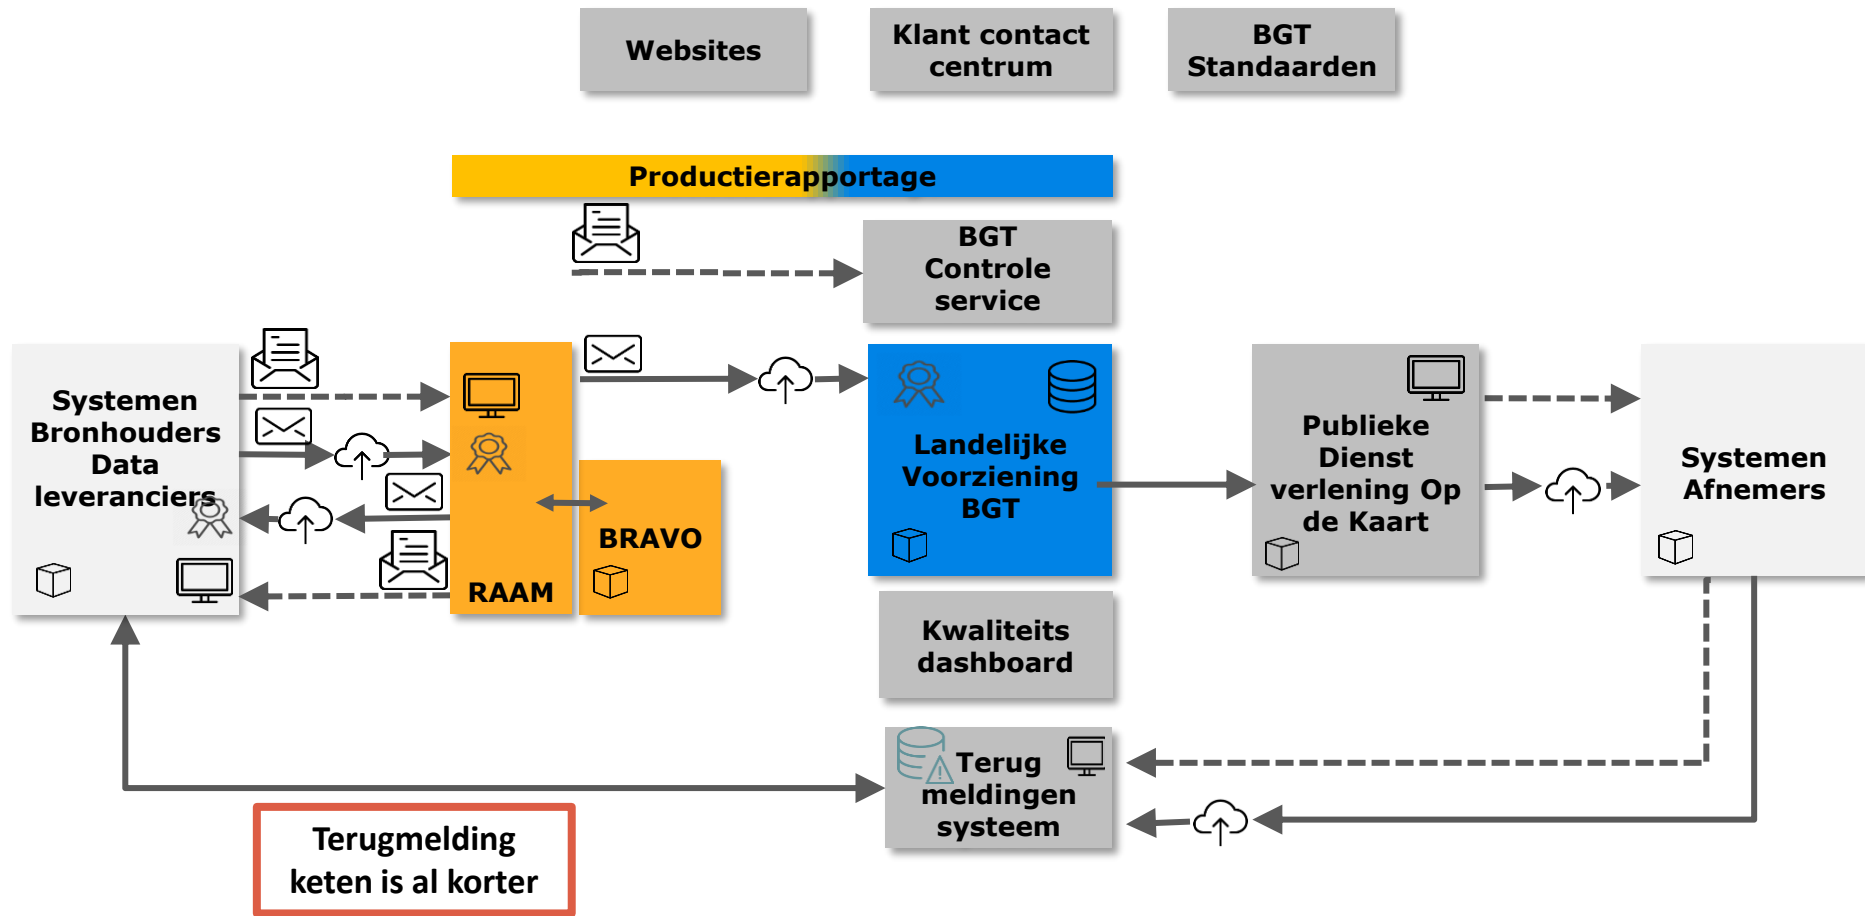 Websites
Klant contact
centrum
BGT
Standaarden
Productierapportage
BGT
Controle
service
Systemen
Bronhouders
Data
leveranciers
RAAM
BRAVO
Landelijke
Voorziening
BGT
Publieke
Dienst
verlening Op
de Kaart
Systemen
Afnemers
Kwaliteits
dashboard
Terug
meldingen
systeem
Terugmelding
keten is al korter